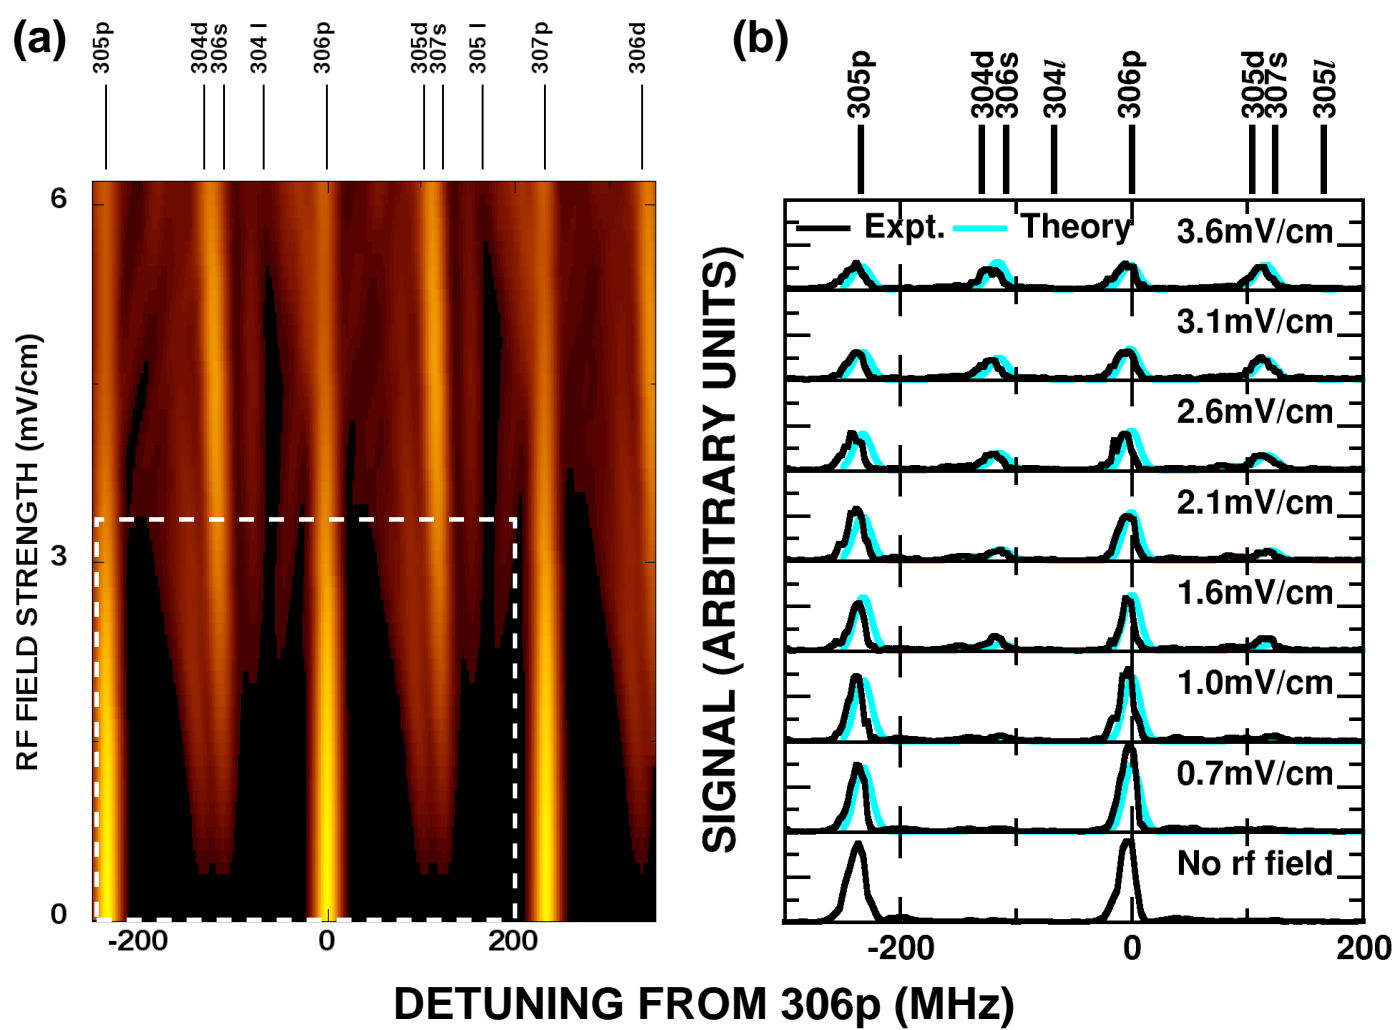 (a)
305p
304d
306s
304 l
306p
305d
307s
305 l
307p
306d
6
3
0
RF FIELD STRENGTH (mV/cm)
-200
0
200
(b)
305p
304d
306s
304l
306p
305d
307s
305l
Expt.
Theory
3.6mV/cm
3.1mV/cm
2.6mV/cm
2.1mV/cm
1.6mV/cm
1.0mV/cm
0.7mV/cm
No rf field
SIGNAL (ARBITRARY UNITS)
-200
0
200
DETUNING FROM 306p (MHz)